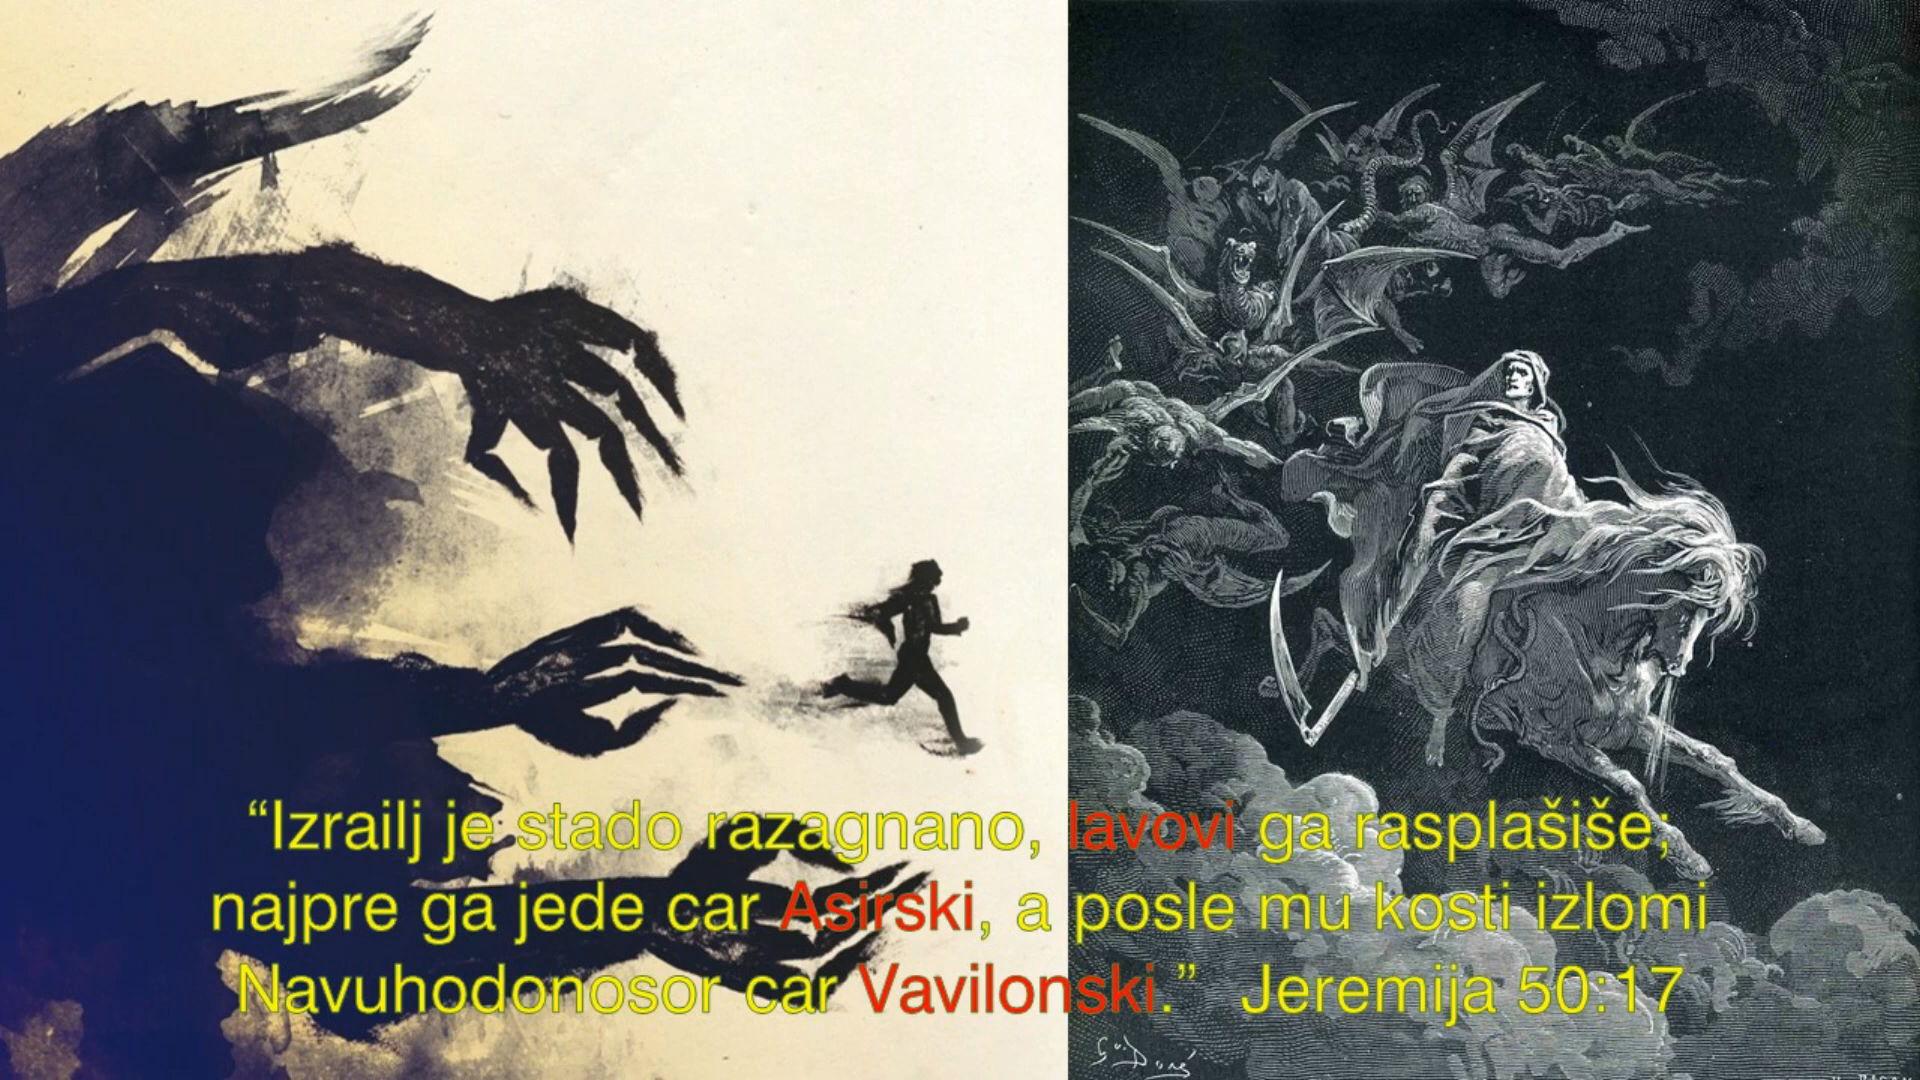 “Izrailj je stado razagnano, lavovi ga rasplašiše;
najpre ga jede car Asirski, a posle mu kosti izlomi
Navuhodonosor car Vavilonski.” Jeremija 50:17
G. Doré